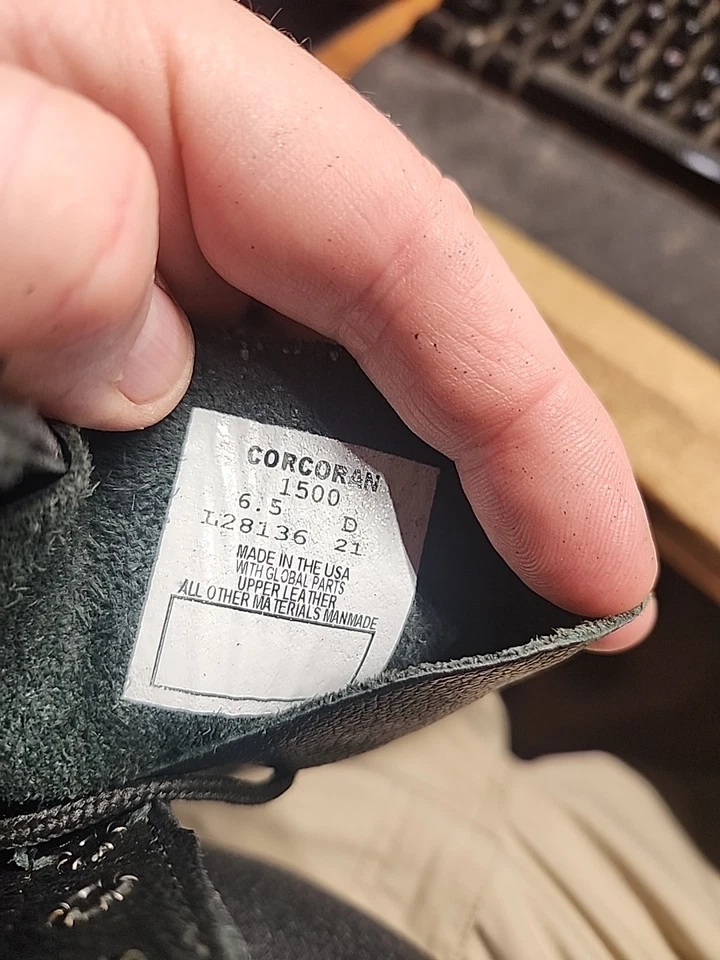 CORCORAN
1500
6.5 D
L28136 21
MADE IN THE USA
WITH GLOBAL PARTS
UPPER LEATHER
ALL OTHER MATERIALS MANMADE